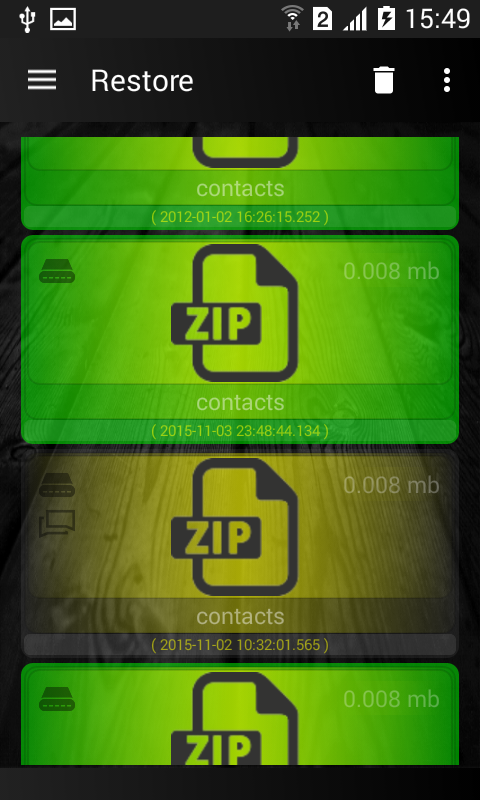 2
15:49
Restore
contacts
( 2012-01-02 16:26:15.252 )
0.008 mb
ZIP
contacts
( 2015-11-03 23:48:44.134 )
0.008 mb
ZIP
contacts
( 2015-11-02 10:32:01.565 )
0.008 mb
ZIP